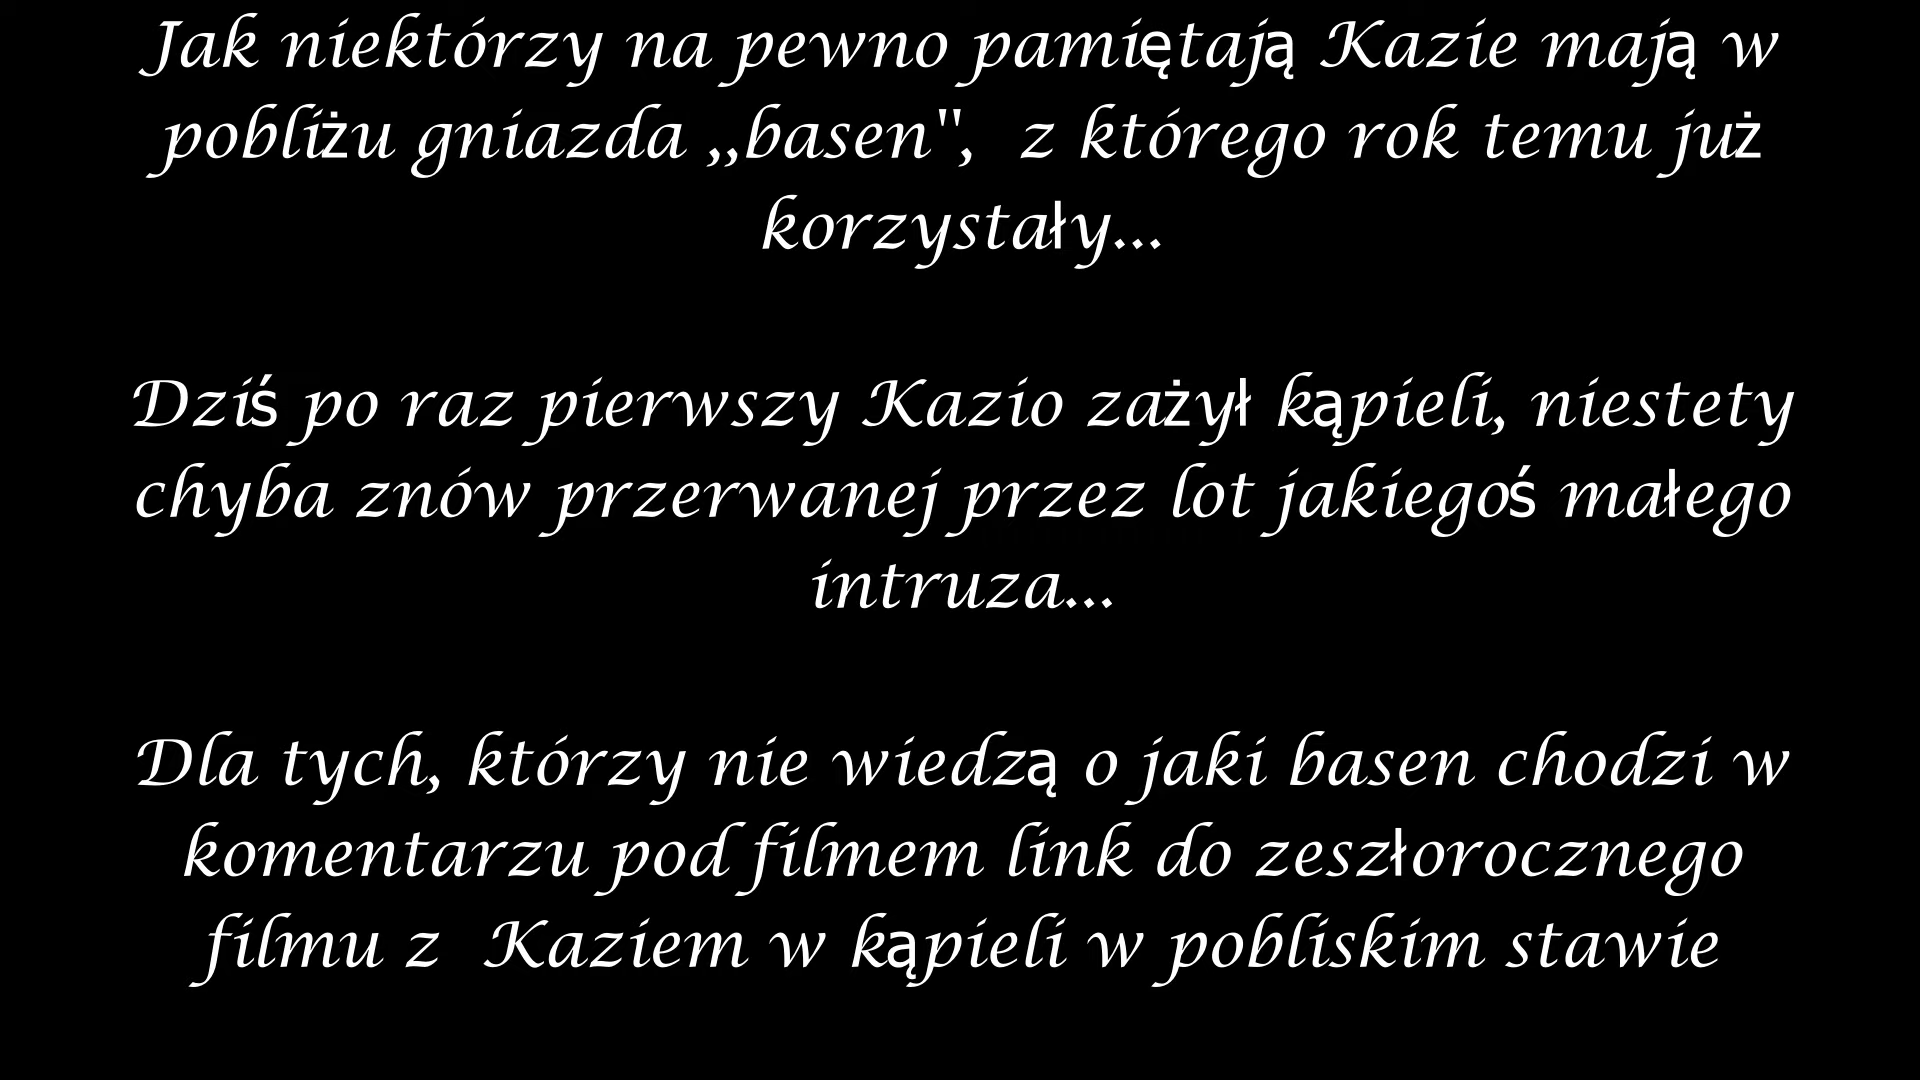 Jak niektórzy na pewno pamiętają Kazie mają w
pobliżu gniazda ,,basen",  z którego rok temu już
korzystały...
Dziś po raz pierwszy Kazio zażył kąpieli, niestety
chyba znów przerwanej przez lot jakiegoś małego
intruza...
Dla tych, którzy nie wiedzą o jaki basen chodzi w
komentarzu pod filmem link do zeszłorocznego
filmu z  Kaziem w kąpieli w pobliskim stawie